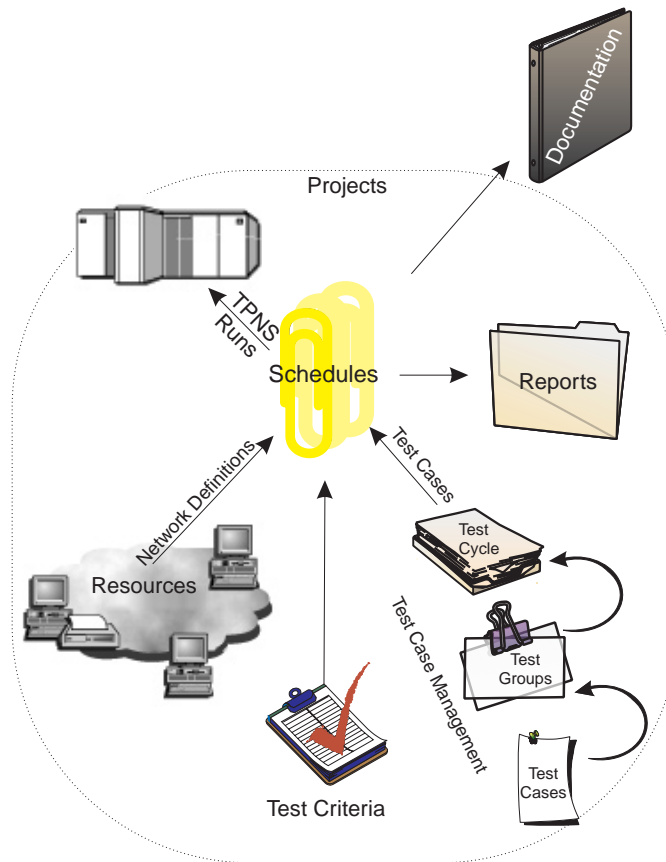 Documentation
Projects
TPNS
Runs
Schedules
Reports
Network Definitions
Test Cases
Test
Cycle
Resources
Test Case Management
Test
Groups
Test
Cases
Test Criteria